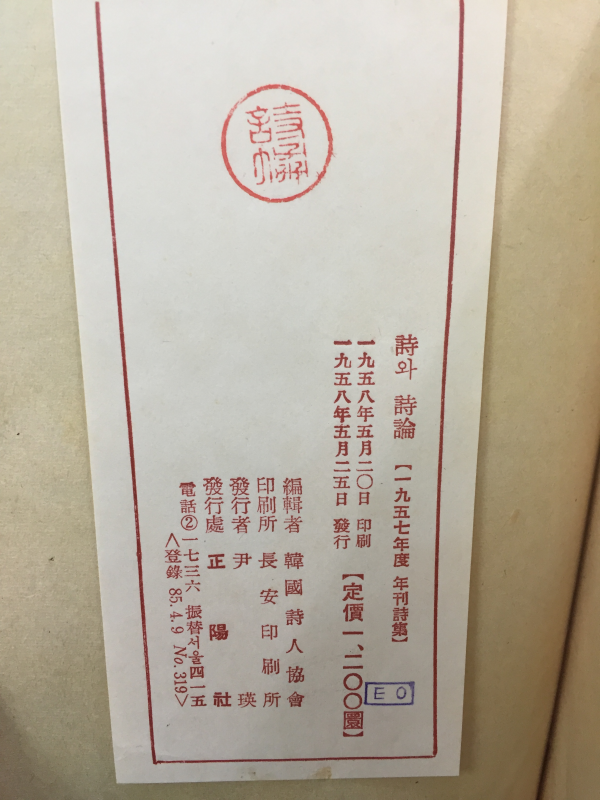 詩와 詩論 【一九五七年度 年刊詩集】
一九五八年五月二〇日 印刷
一九五八年五月二五日 發行
【定價一、二〇〇圜】
E O
編輯者 韓國詩人協會
印刷所 長安印刷所
發行者 尹 瑛
發行處 正陽社
電話②一七三六 振替서울四一五
<登錄 85.4.9 No.319>